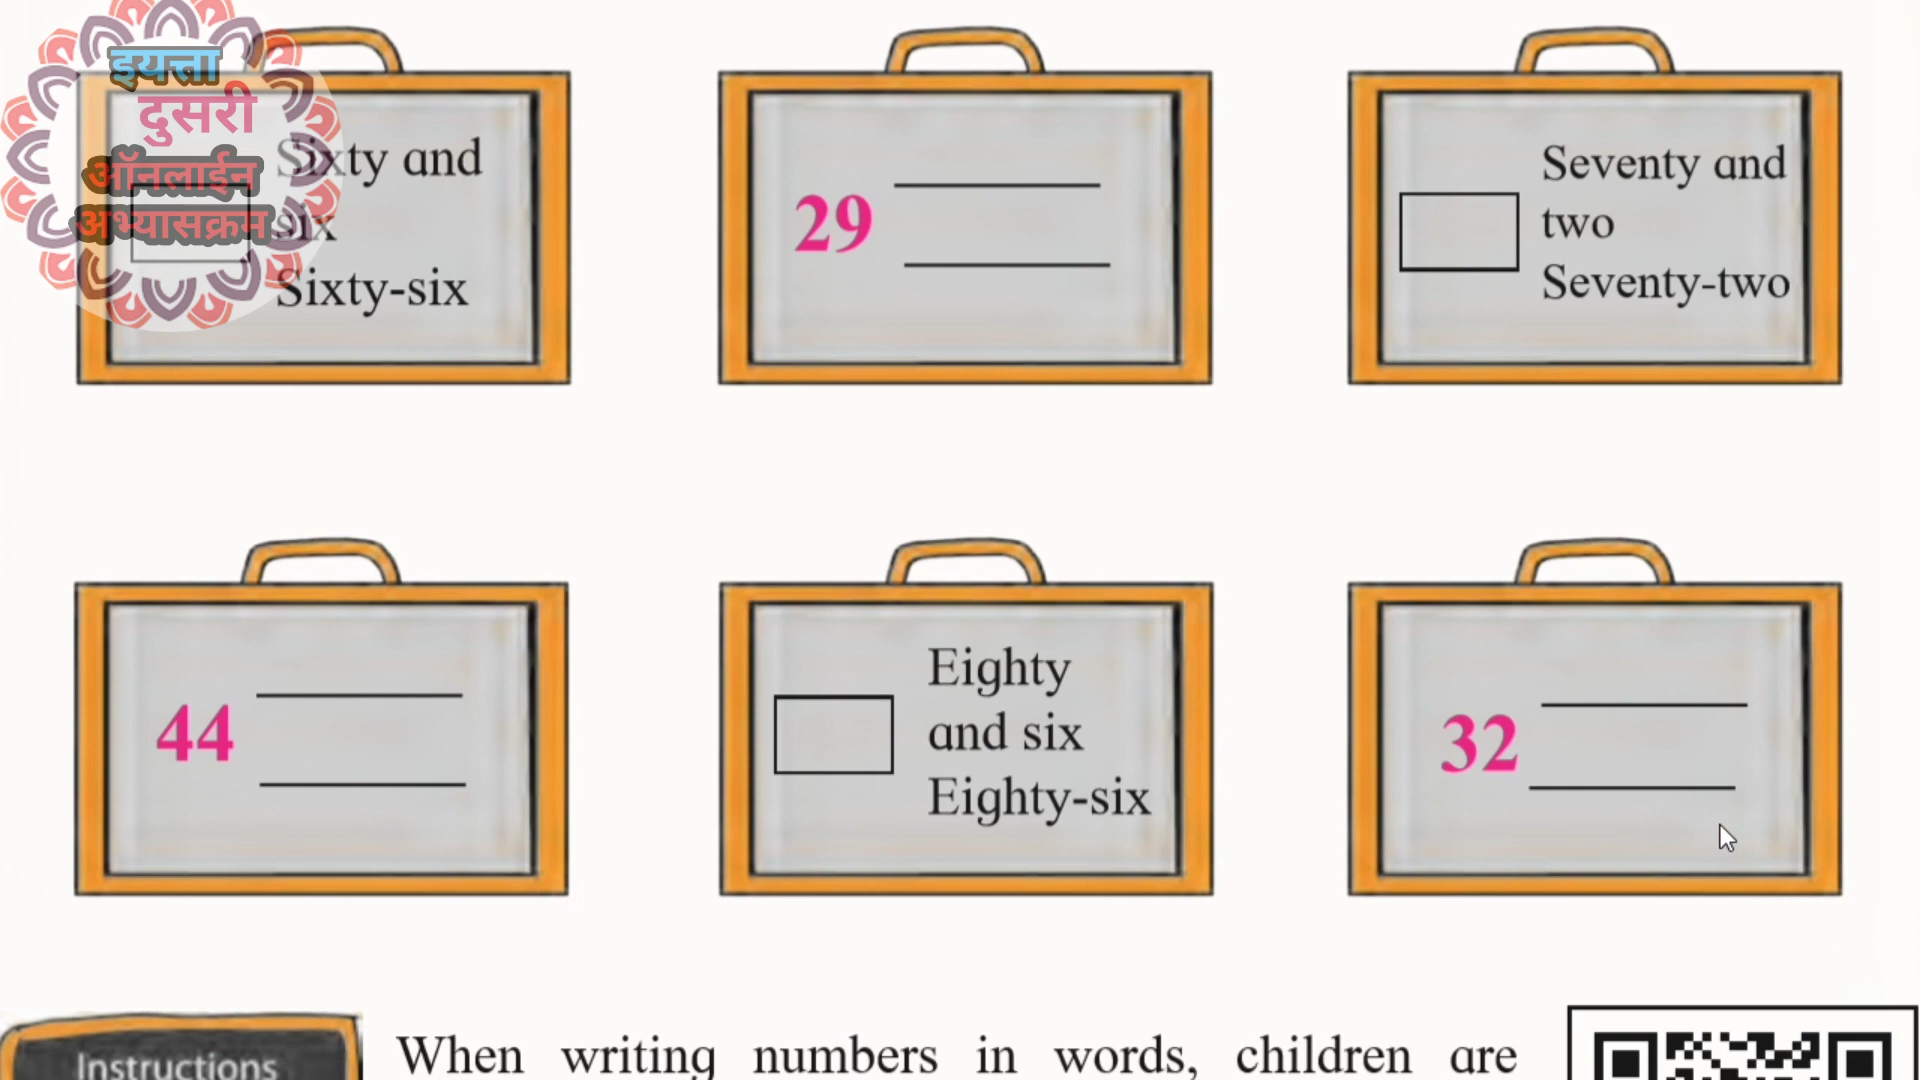 इयत्ता
दुसरी
ऑनलाईन
अभ्यासक्रम
Sixty and
six
Sixty-six
29
Seventy and
two
Seventy-two
44
Eighty
and six
Eighty-six
32
Instructions
When writing numbers in words, children are